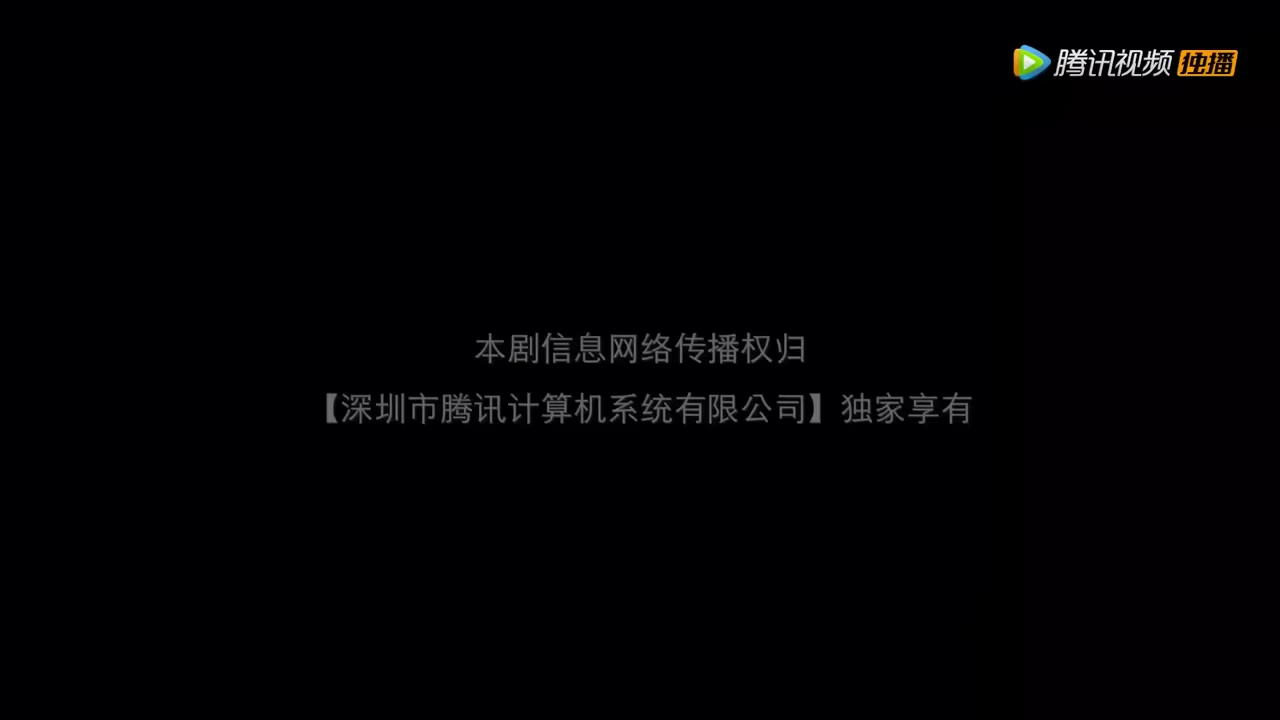 腾讯视频 独播
本剧信息网络传播权归
【深圳市腾讯计算机系统有限公司】独家享有